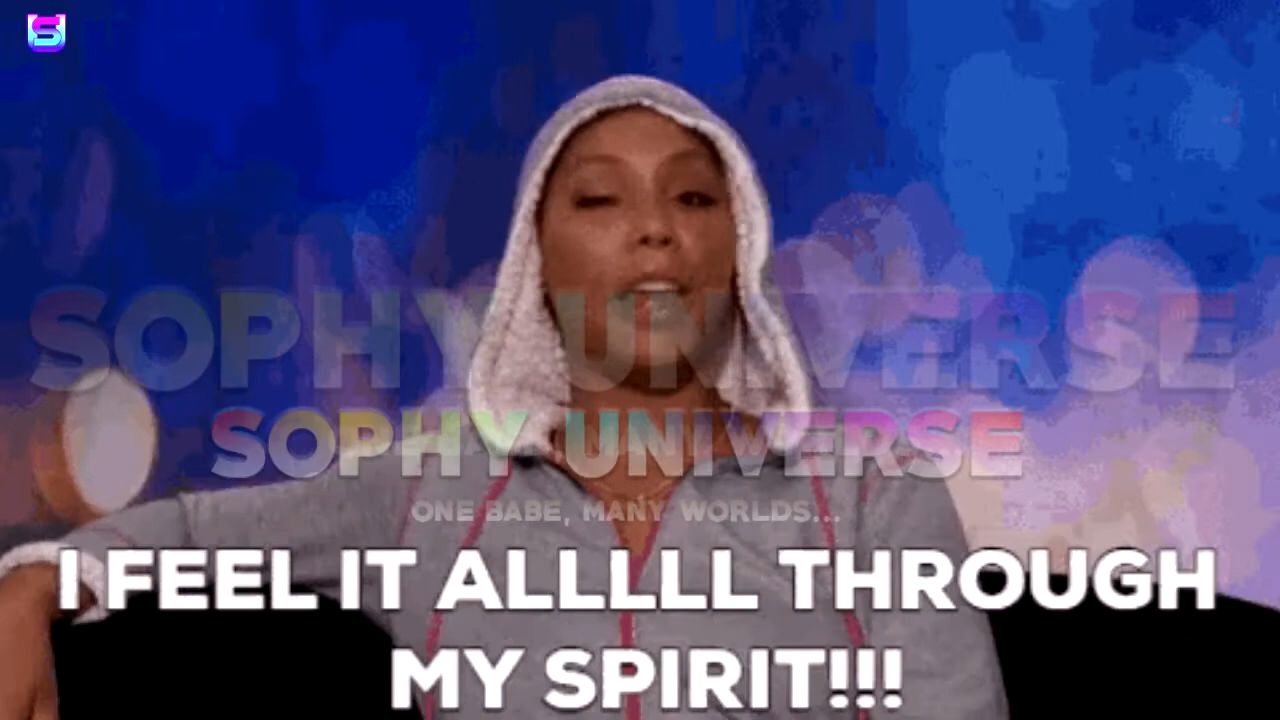 S
SOPHY UNIVERSE
SOPHY UNIVERSE
ONE BABE, MANY WORLDS...
I FEEL IT ALLLLL THROUGH
MY SPIRIT!!!